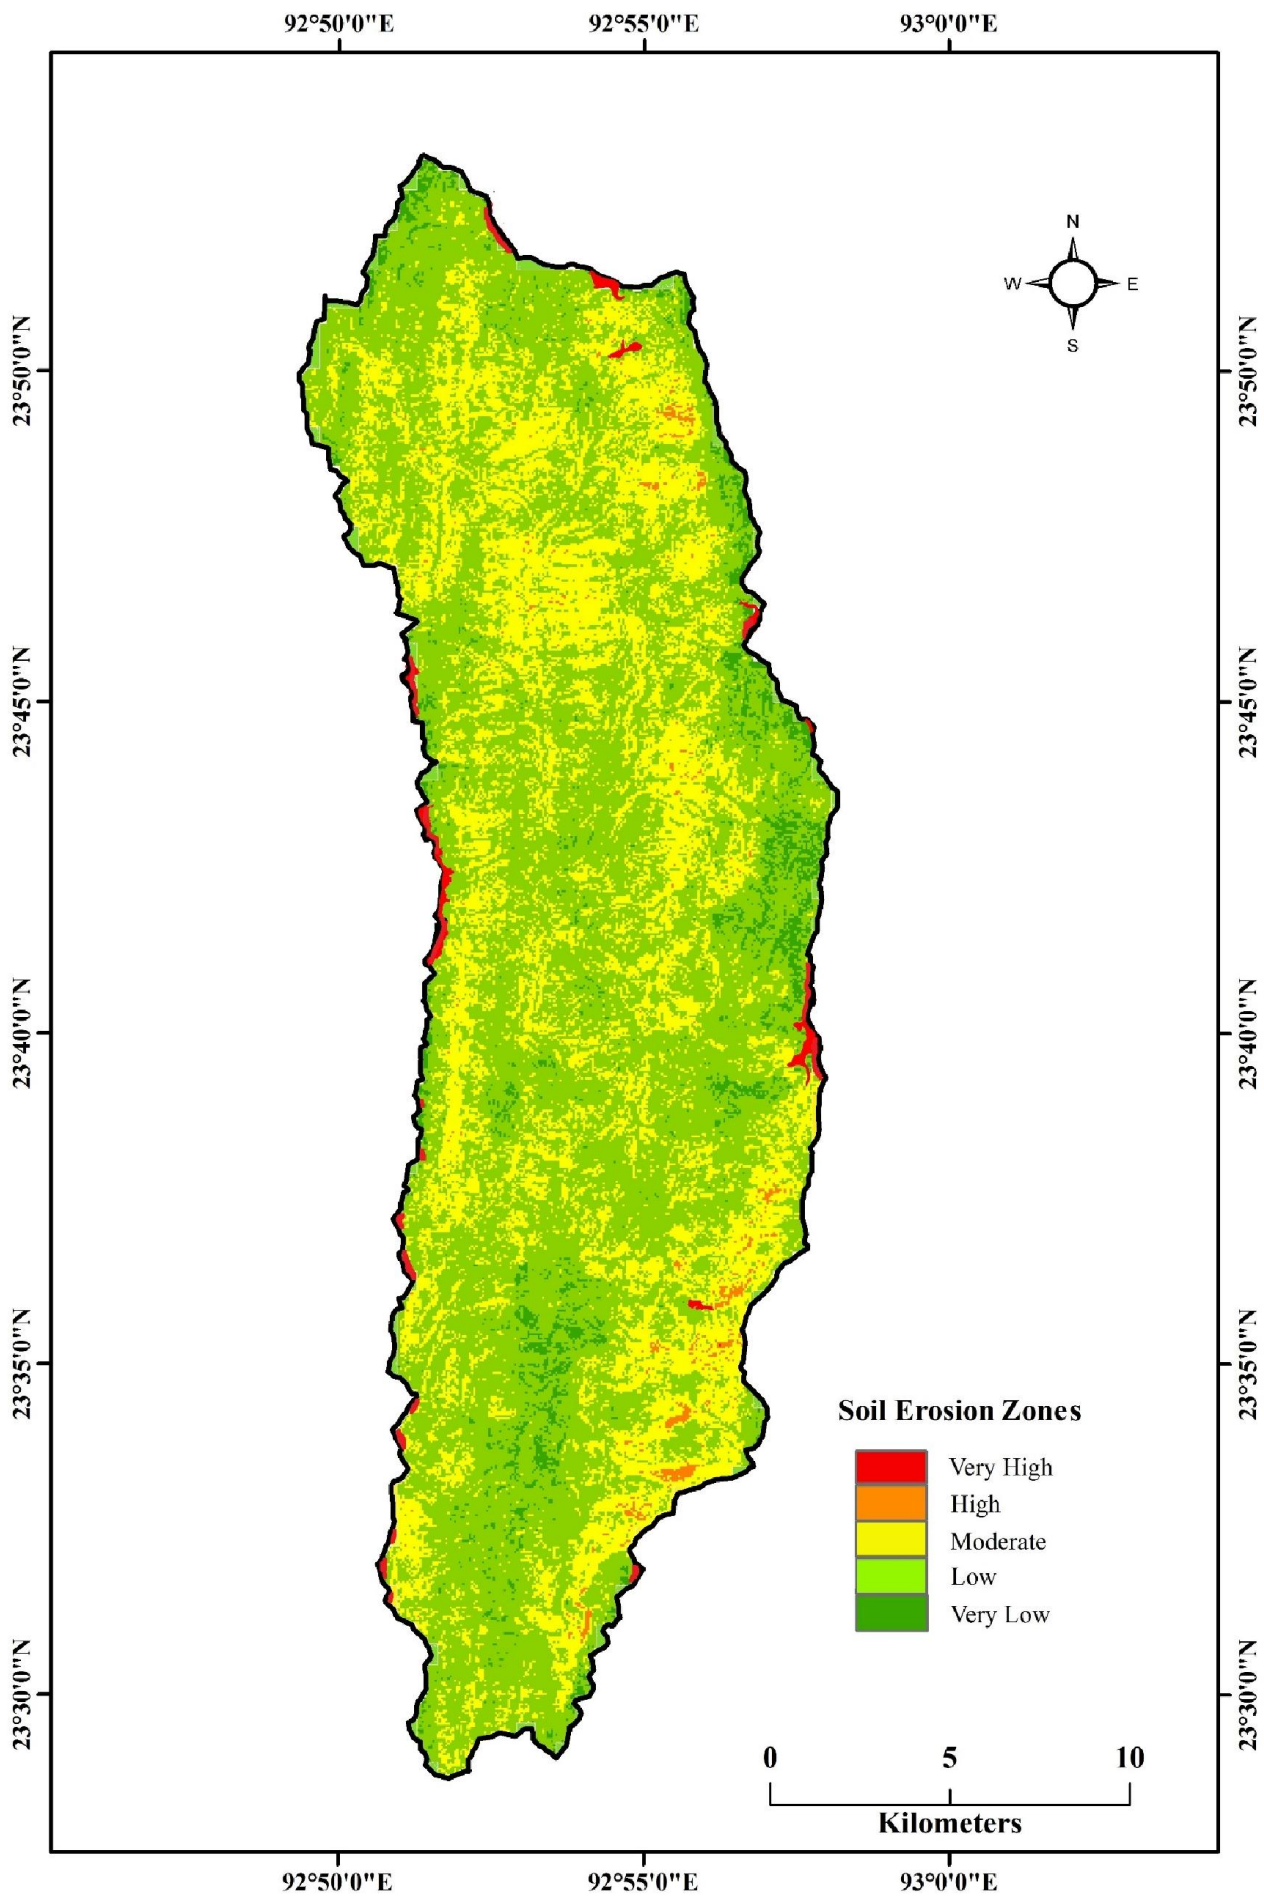 92°50'0"E 92°55'0"E 93°0'0"E
N
W E
S
23°50'0"N 23°50'0"N
23°45'0"N 23°45'0"N
23°40'0"N 23°40'0"N
23°35'0"N 23°35'0"N
Soil Erosion Zones
Very High
High
Moderate
Low
Very Low
23°30'0"N 23°30'0"N
0 5 10
Kilometers
92°50'0"E 92°55'0"E 93°0'0"E